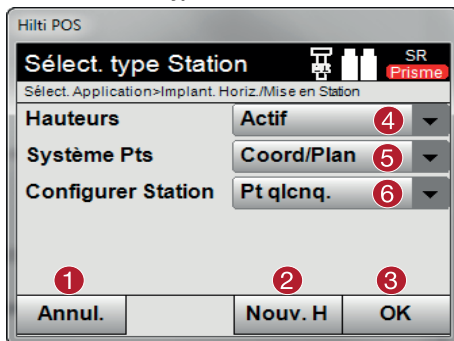 Hilti POS
Sélect. type Station
SR
Prisme
Sélect. Application>Implant. Horiz./Mise en Station
Hauteurs Actif 4
Système Pts Coord/Plan 5
Configurer Station Pt qlcnq. 6
1 2 3
Annul. Nouv. H OK